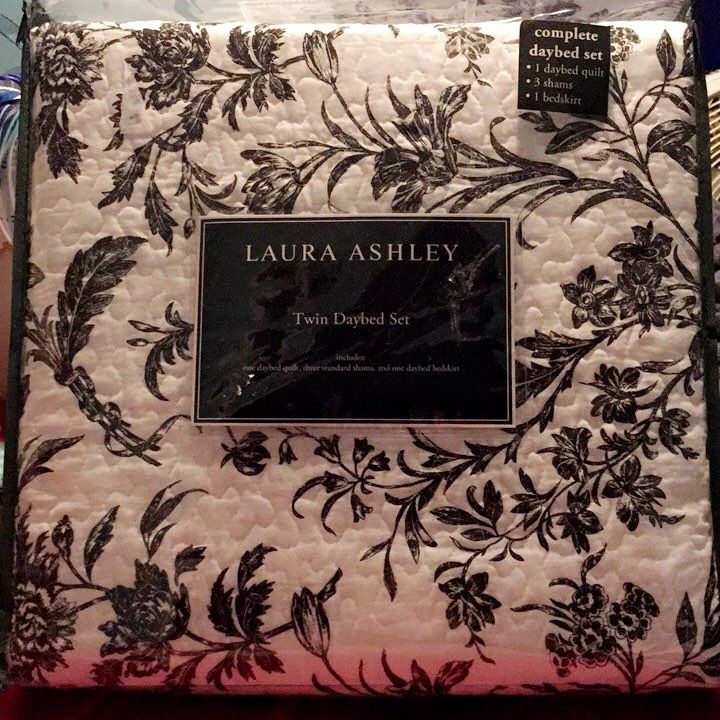 complete
daybed set
• 1 daybed quilt
• 3 shams
• 1 bedskirt
LAURA ASHLEY
Twin Daybed Set
includes:
one daybed quilt, three standard shams, and one daybed bedskirt